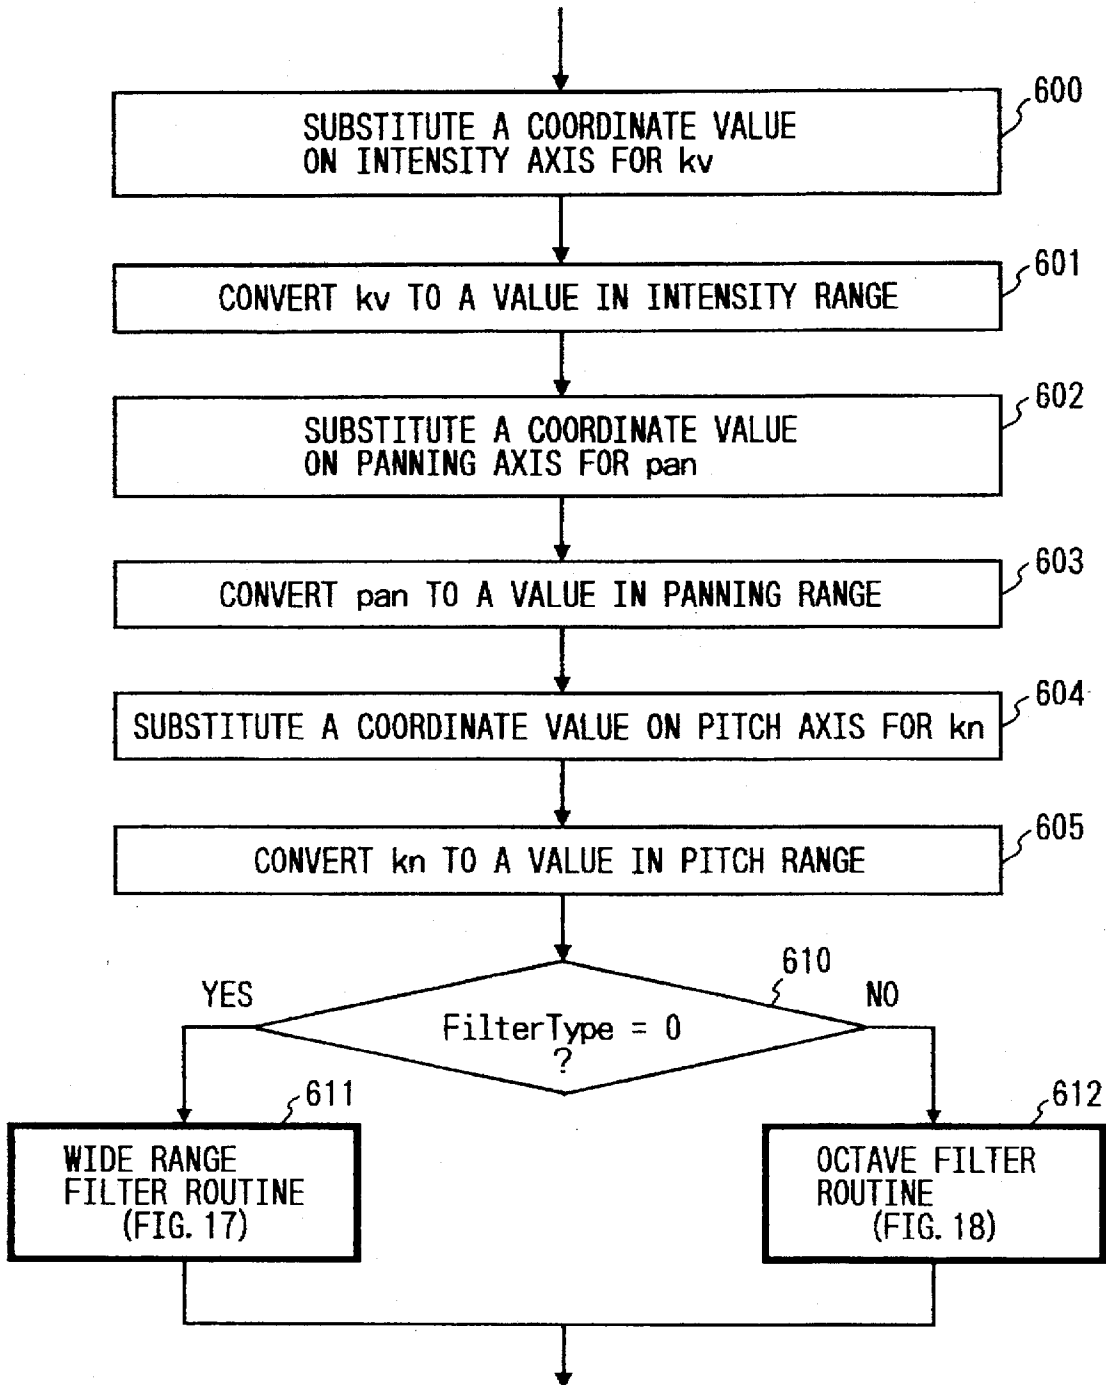 600
SUBSTITUTE A COORDINATE VALUE
ON INTENSITY AXIS FOR kv
601
CONVERT kv TO A VALUE IN INTENSITY RANGE
602
SUBSTITUTE A COORDINATE VALUE
ON PANNING AXIS FOR pan
603
CONVERT pan TO A VALUE IN PANNING RANGE
604
SUBSTITUTE A COORDINATE VALUE ON PITCH AXIS FOR kn
605
CONVERT kn TO A VALUE IN PITCH RANGE
610
YES
NO
FilterType = 0
?
611
WIDE RANGE
FILTER ROUTINE
(FIG. 17)
612
OCTAVE FILTER
ROUTINE
(FIG. 18)